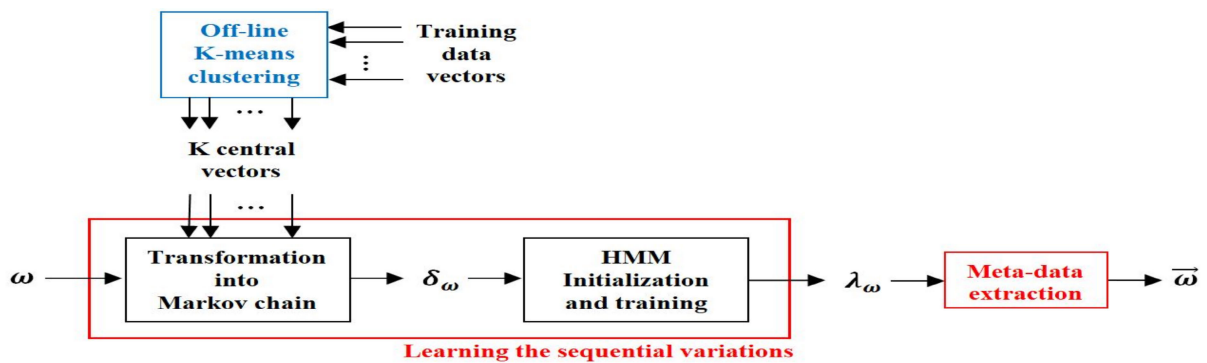 Off-line
K-means
clustering
Training
data
vectors
...
...
K central
vectors
...
ω
Transformation
into
Markov chain
δ_ω
HMM
Initialization
and training
λ_ω
Meta-data
extraction
ω⃗
Learning the sequential variations